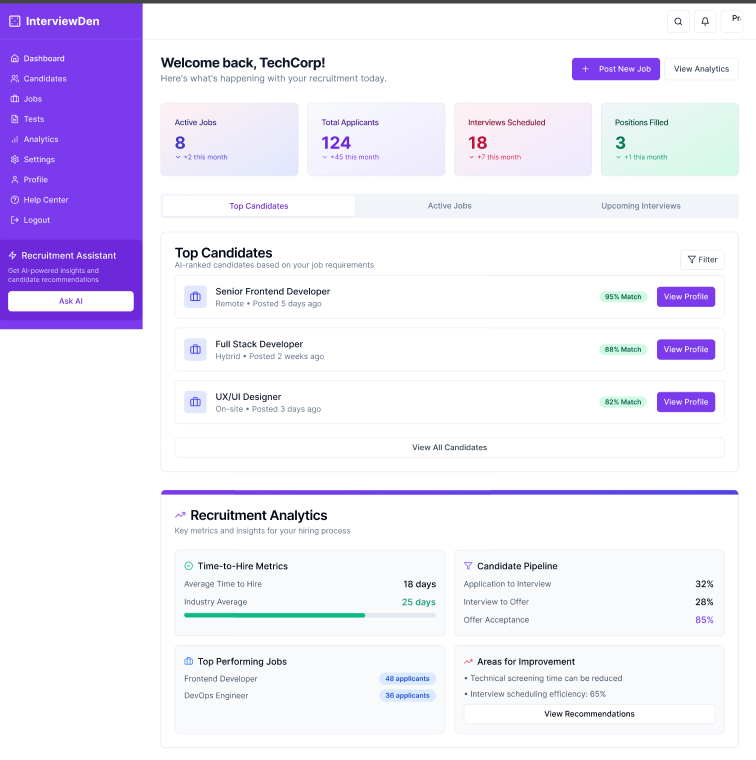 InterviewDen
Pr
Dashboard
Candidates
Jobs
Tests
Analytics
Settings
Profile
Help Center
Logout
Recruitment Assistant
Get AI-powered insights and
candidate recommendations
Ask AI
Welcome back, TechCorp!
Here's what's happening with your recruitment today.
Post New Job
View Analytics
Active Jobs
8
+2 this month
Total Applicants
124
+45 this month
Interviews Scheduled
18
+7 this month
Positions Filled
3
+1 this month
Top Candidates
Active Jobs
Upcoming Interviews
Top Candidates
AI-ranked candidates based on your job requirements
Filter
Senior Frontend Developer
Remote • Posted 5 days ago
95% Match
View Profile
Full Stack Developer
Hybrid • Posted 2 weeks ago
88% Match
View Profile
UX/UI Designer
On-site • Posted 3 days ago
82% Match
View Profile
View All Candidates
Recruitment Analytics
Key metrics and insights for your hiring process
Time-to-Hire Metrics
Average Time to Hire 18 days
Industry Average 25 days
Candidate Pipeline
Application to Interview 32%
Interview to Offer 28%
Offer Acceptance 85%
Top Performing Jobs
Frontend Developer 48 applicants
DevOps Engineer 36 applicants
Areas for Improvement
• Technical screening time can be reduced
• Interview scheduling efficiency: 65%
View Recommendations